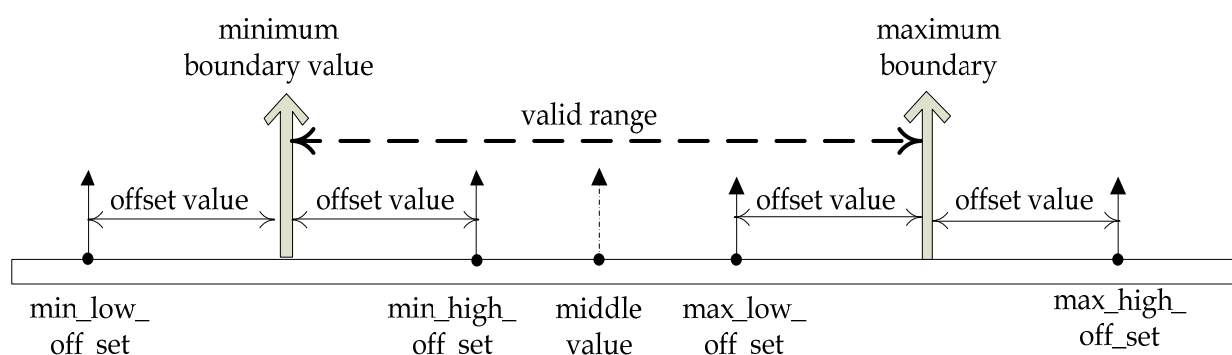 minimum
boundary value
maximum
boundary
valid range
offset value
offset value
offset value
offset value
min_low_
off_set
min_high_
off_set
middle
value
max_low_
off_set
max_high_
off_set